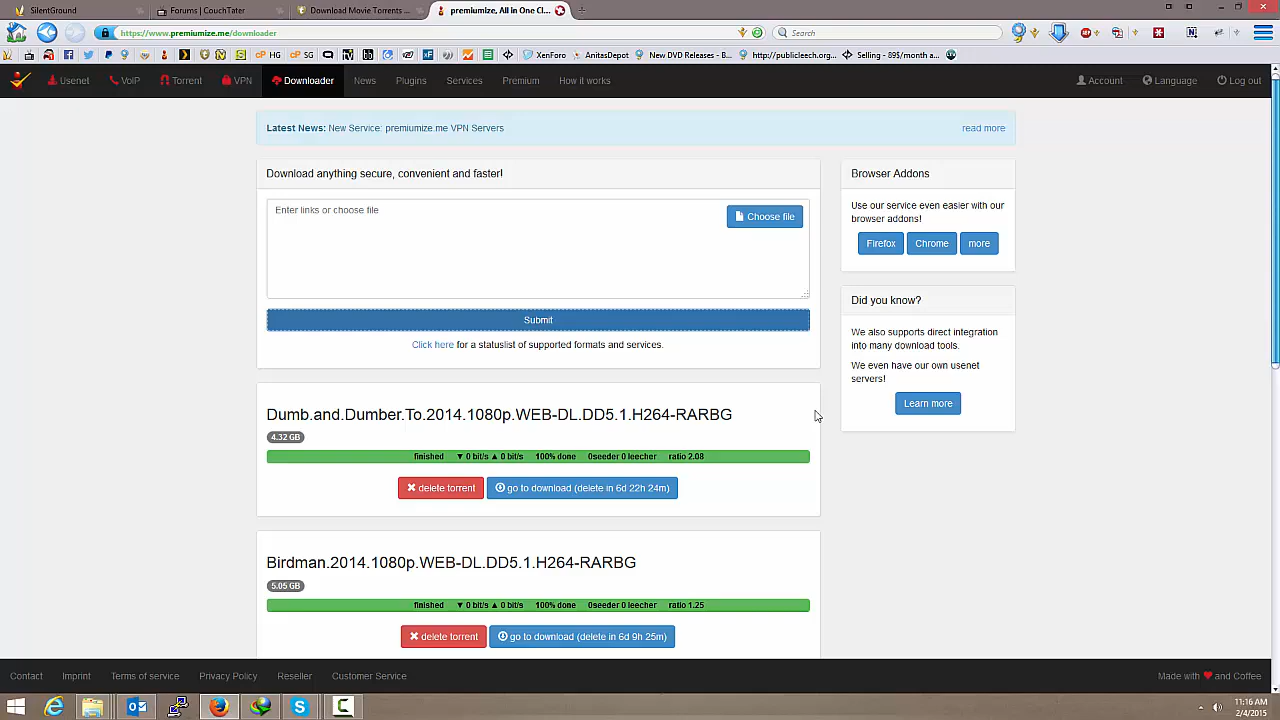 SilentGround
Forums | CouchTater
Download Movie Torrents ...
premiumize, All in One Cl...
https://www.premiumize.me/downloader
Search
HG
SG
XenForo
AnitasDepot
New DVD Releases - B...
http://publicleech.org...
Selling - 895/month a...
Usenet
VoIP
Torrent
VPN
Downloader
News
Plugins
Services
Premium
How it works
Account
Language
Log out
Latest News: New Service: premiumize.me VPN Servers
read more
Download anything secure, convenient and faster!
Enter links or choose file
Choose file
Submit
Click here for a statuslist of supported formats and services.
Browser Addons
Use our service even easier with our
browser addons!
Firefox
Chrome
more
Did you know?
We also supports direct integration
into many download tools.
We even have our own usenet
servers!
Learn more
Dumb.and.Dumber.To.2014.1080p.WEB-DL.DD5.1.H264-RARBG
4.32 GB
finished ▼ 0 bit/s ▲ 0 bit/s 100% done 0seeder 0 leecher ratio 2.08
delete torrent
go to download (delete in 6d 22h 24m)
Birdman.2014.1080p.WEB-DL.DD5.1.H264-RARBG
5.05 GB
finished ▼ 0 bit/s ▲ 0 bit/s 100% done 0seeder 0 leecher ratio 1.25
delete torrent
go to download (delete in 6d 9h 25m)
Contact
Imprint
Terms of service
Privacy Policy
Reseller
Customer Service
Made with ♥ and Coffee
11:16 AM
2/4/2015